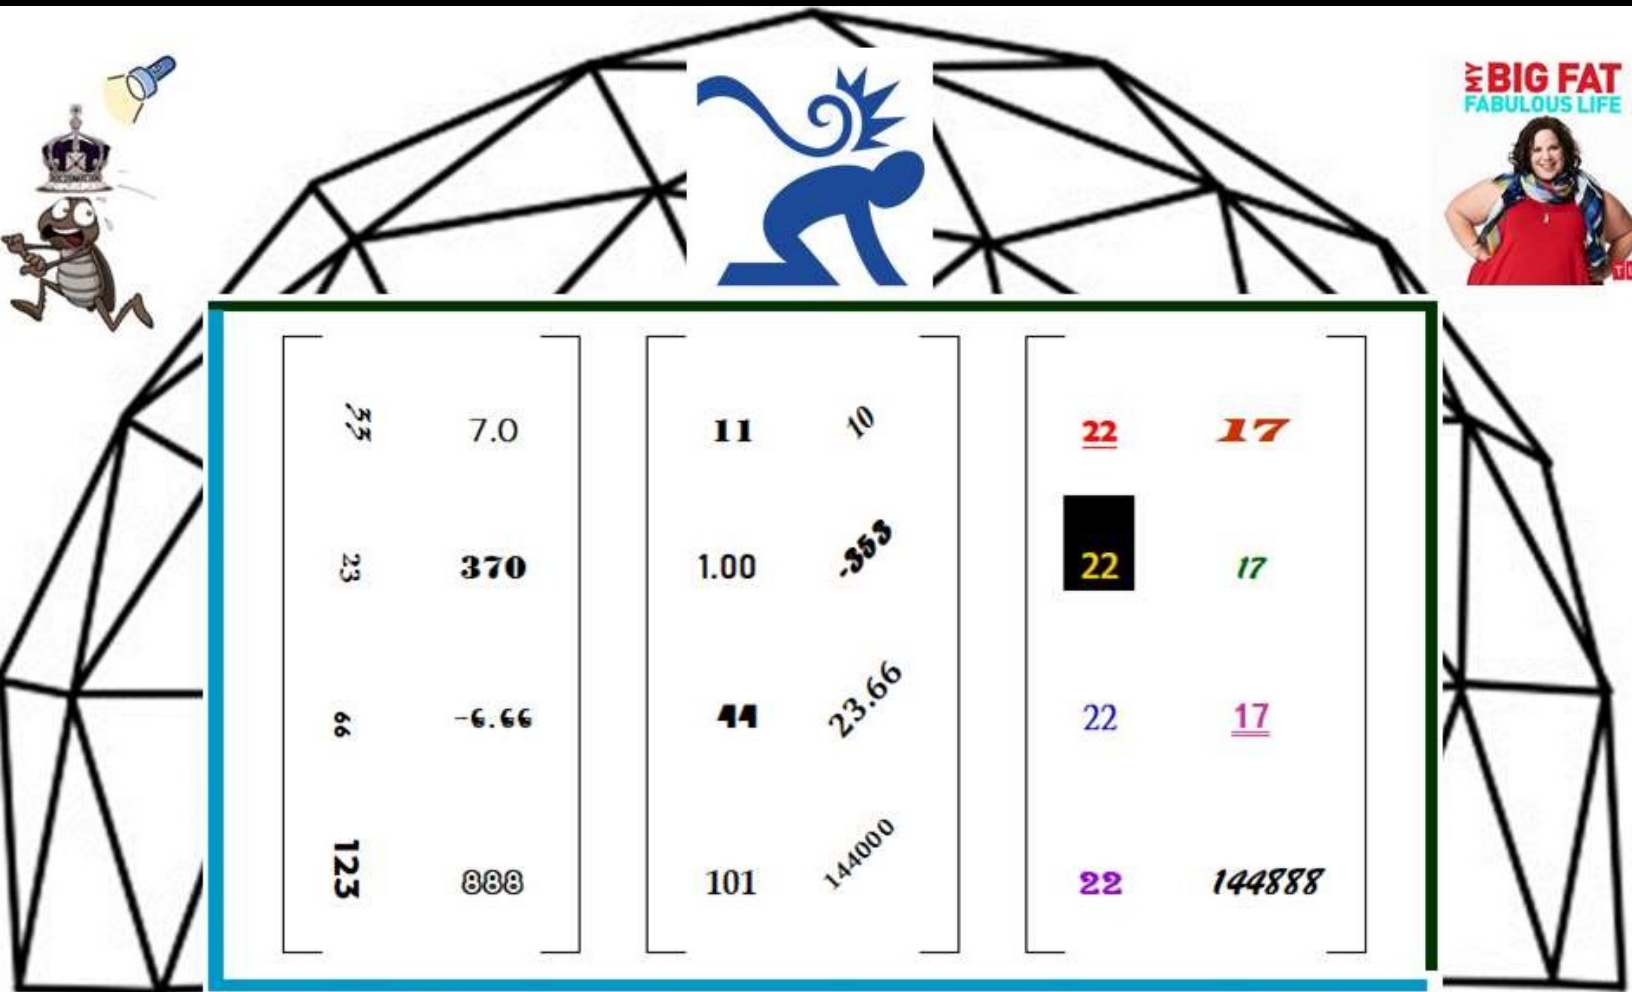 MY BIG FAT
FABULOUS LIFE
33 7.0 11 10 22 17
23 370 1.00 -353 22 17
66 -6.66 44 23.66 22 17
123 888 101 144000 22 144888